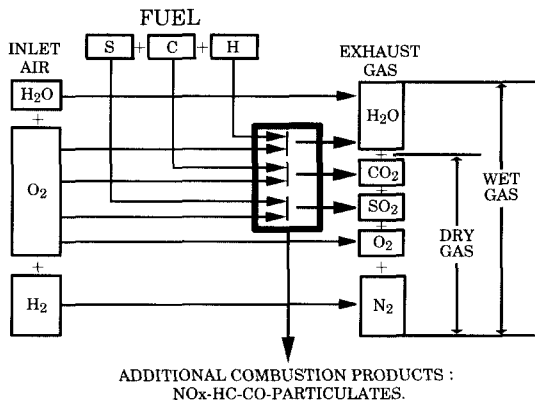 FUEL
S + C + H
INLET
AIR
EXHAUST
GAS
H₂O
+
O₂
+
H₂
H₂O
+
CO₂
+
SO₂
+
O₂
+
N₂
DRY
GAS
WET
GAS
ADDITIONAL COMBUSTION PRODUCTS :
NOx-HC-CO-PARTICULATES.